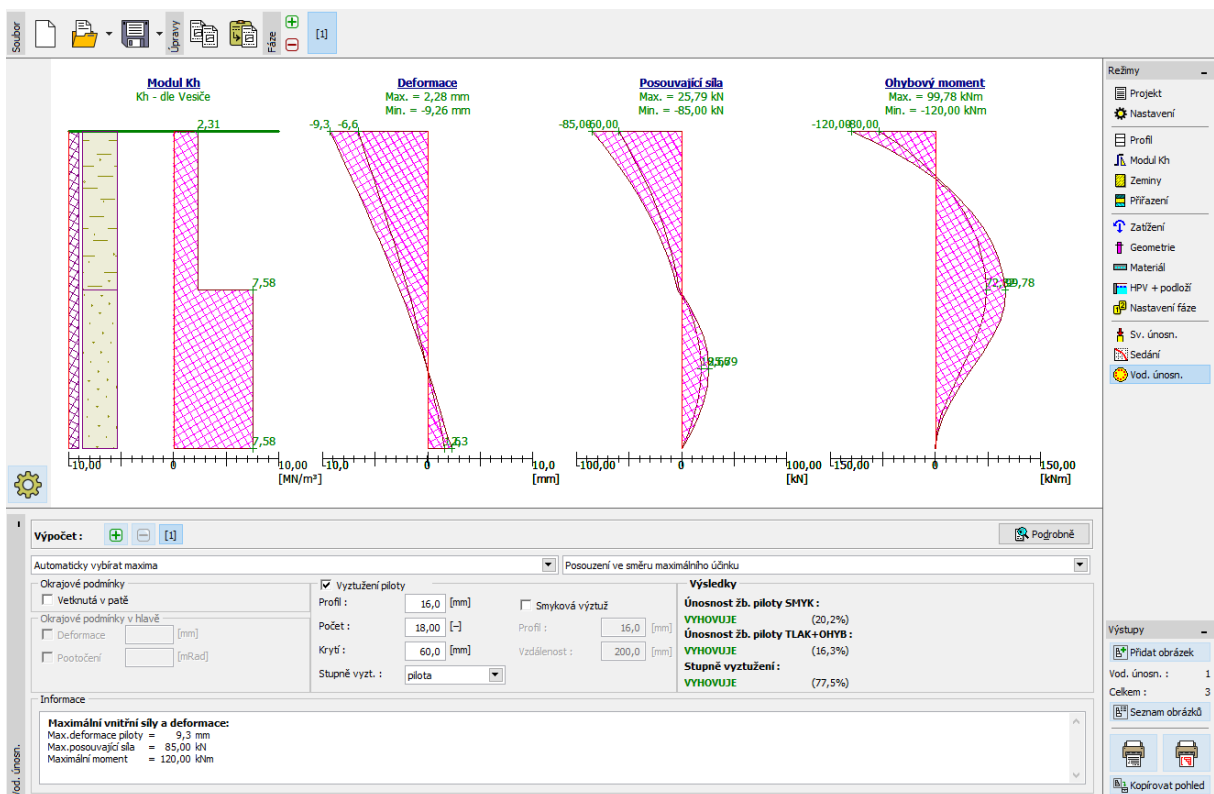 Soubor
Úpravy
Fáze
[1]
Modul Kh
Kh - dle Vesiče
2,31
7,58
7,58
-10,00 0 10,00
[MN/m³]
Deformace
Max. = 2,28 mm
Min. = -9,26 mm
-9,3 -6,6
-10,0 0 10,0
[mm]
Posouvající síla
Max. = 25,79 kN
Min. = -85,00 kN
-100,00 0 100,00
[kN]
Ohybový moment
Max. = 99,78 kNm
Min. = -120,00 kNm
-150,00 0 150,00
[kNm]
Režimy
Projekt
Nastavení
Profil
Modul Kh
Zeminy
Přiřazení
Zatížení
Geometrie
Materiál
HPV + podloží
Nastavení fáze
Sv. únosn.
Sedání
Vod. únosn.
Vod. únosn.
Výpočet :
[1]
Podrobně
Automaticky vybírat maxima
Posouzení ve směru maximálního účinku
Okrajové podmínky
Vetknutá v patě
Okrajové podmínky v hlavě
Deformace [mm]
Pootočení [mRad]
Vyztužení piloty
Profil : 16,0 [mm]
Počet : 18,00 [–]
Krytí : 60,0 [mm]
Stupně vyzt. : pilota
Smyková výztuž
Profil : 16,0 [mm]
Vzdálenost : 200,0 [mm]
Výsledky
Únosnost žb. piloty SMYK :
VYHOVUJE (20,2%)
Únosnost žb. piloty TLAK+OHYB :
VYHOVUJE (16,3%)
Stupně vyztužení :
VYHOVUJE (77,5%)
Informace
Maximální vnitřní síly a deformace:
Max.deformace piloty = 9,3 mm
Max.posouvající síla = 85,00 kN
Maximální moment = 120,00 kNm
Výstupy
Přidat obrázek
Vod. únosn. : 1
Celkem : 3
Seznam obrázků
Kopírovat pohled